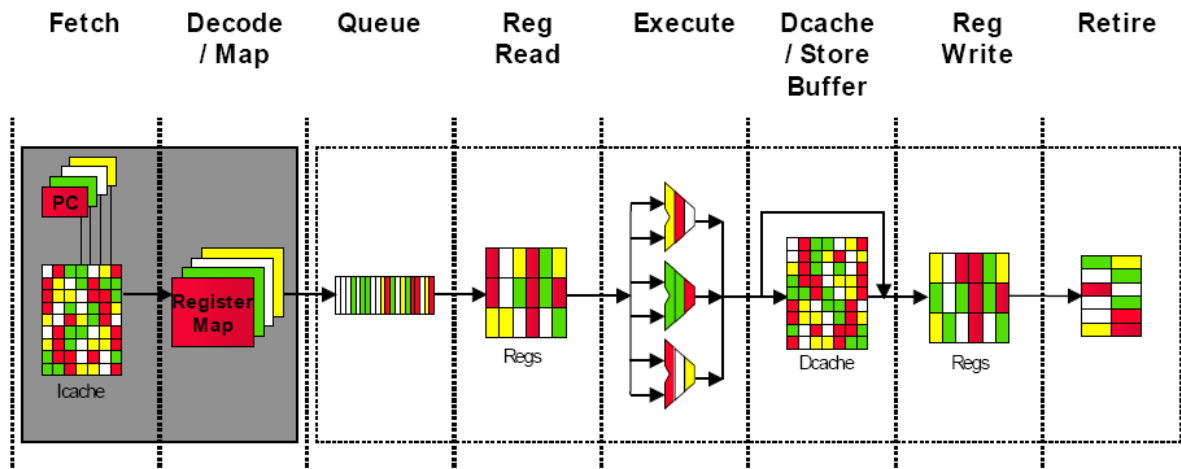 Fetch
Decode
/ Map
Queue
Reg
Read
Execute
Dcache
/ Store
Buffer
Reg
Write
Retire
PC
Register
Map
Icache
Regs
Dcache
Regs